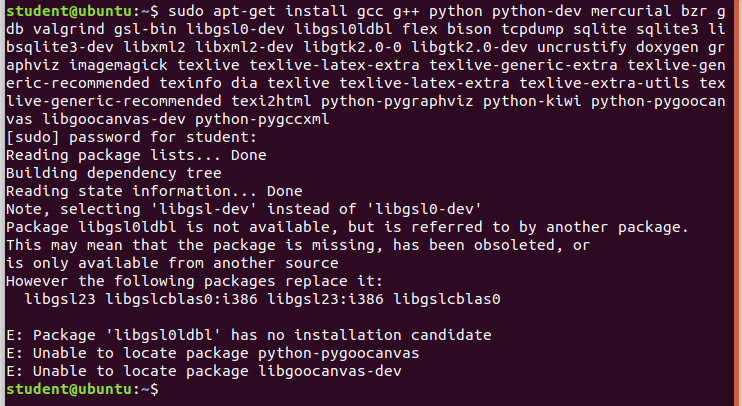 student@ubuntu:~$ sudo apt-get install gcc g++ python python-dev mercurial bzr g
db valgrind gsl-bin libgsl0-dev libgsl0ldbl flex bison tcpdump sqlite sqlite3 li
bsqlite3-dev libxml2 libxml2-dev libgtk2.0-0 libgtk2.0-dev uncrustify doxygen gr
aphviz imagemagick texlive texlive-latex-extra texlive-generic-extra texlive-gen
eric-recommended texinfo dia texlive texlive-latex-extra texlive-extra-utils tex
live-generic-recommended texi2html python-pygraphviz python-kiwi python-pygoocan
vas libgoocanvas-dev python-pygccxml
[sudo] password for student:
Reading package lists... Done
Building dependency tree
Reading state information... Done
Note, selecting 'libgsl-dev' instead of 'libgsl0-dev'
Package libgsl0ldbl is not available, but is referred to by another package.
This may mean that the package is missing, has been obsoleted, or
is only available from another source
However the following packages replace it:
  libgsl23 libgslcblas0:i386 libgsl23:i386 libgslcblas0

E: Package 'libgsl0ldbl' has no installation candidate
E: Unable to locate package python-pygoocanvas
E: Unable to locate package libgoocanvas-dev
student@ubuntu:~$